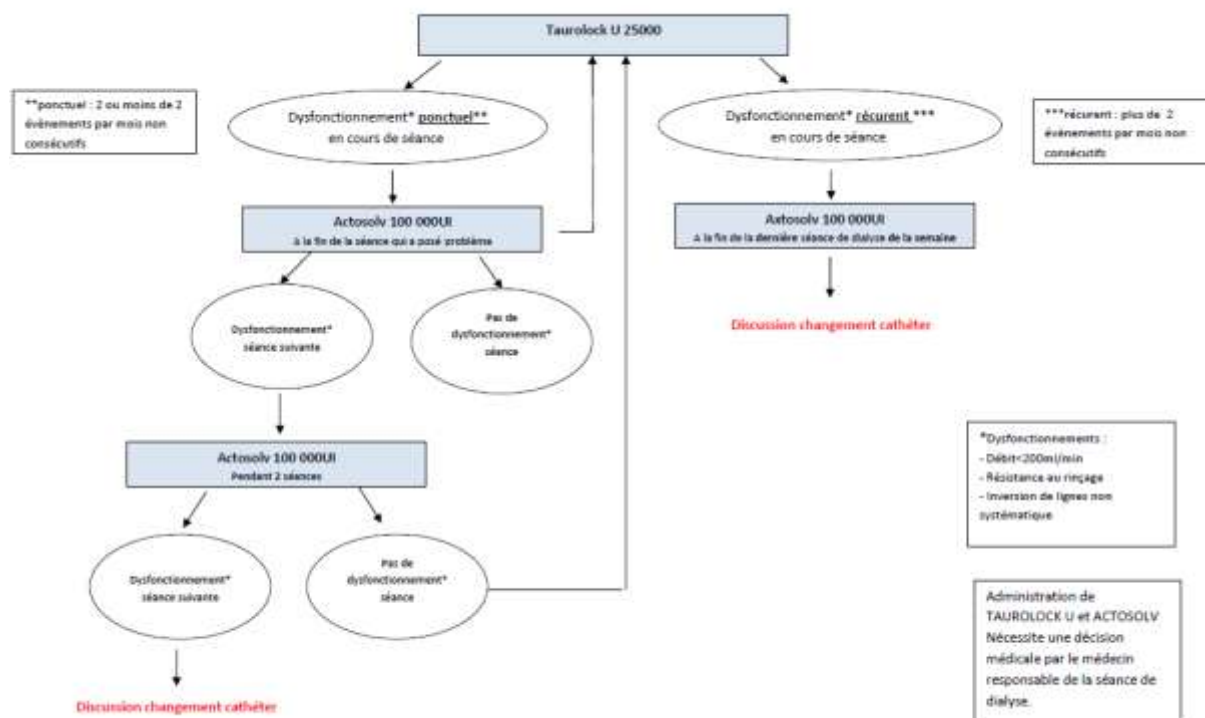 Taurolock U 25000
**ponctuel : 2 ou moins de 2
évènements par mois non
consécutifs
Dysfonctionnement* ponctuel**
en cours de séance
Dysfonctionnement* récurent ***
en cours de séance
***récurent : plus de 2
événements par mois non
consécutifs
Actosolv 100 000UI
A la fin de la séance qui a posé problème
Axtosolv 100 000UI
A la fin de la dernière séance de dialyse de la semaine
Dysfonctionnement*
séance suivante
Pas de
dysfonctionnement*
séance
Discussion changement cathéter
Actosolv 100 000UI
Pendant 2 séances
*Dysfonctionnements :
- Débit<200ml/min
- Résistance au rinçage
- Inversion de lignes non
systématique
Dysfonctionnement*
séance suivante
Pas de
dysfonctionnement*
séance
Administration de
TAUROLOCK U et ACTOSOLV
Nécessite une décision
médicale par le médecin
responsable de la séance de
dialyse.
Discussion changement cathéter